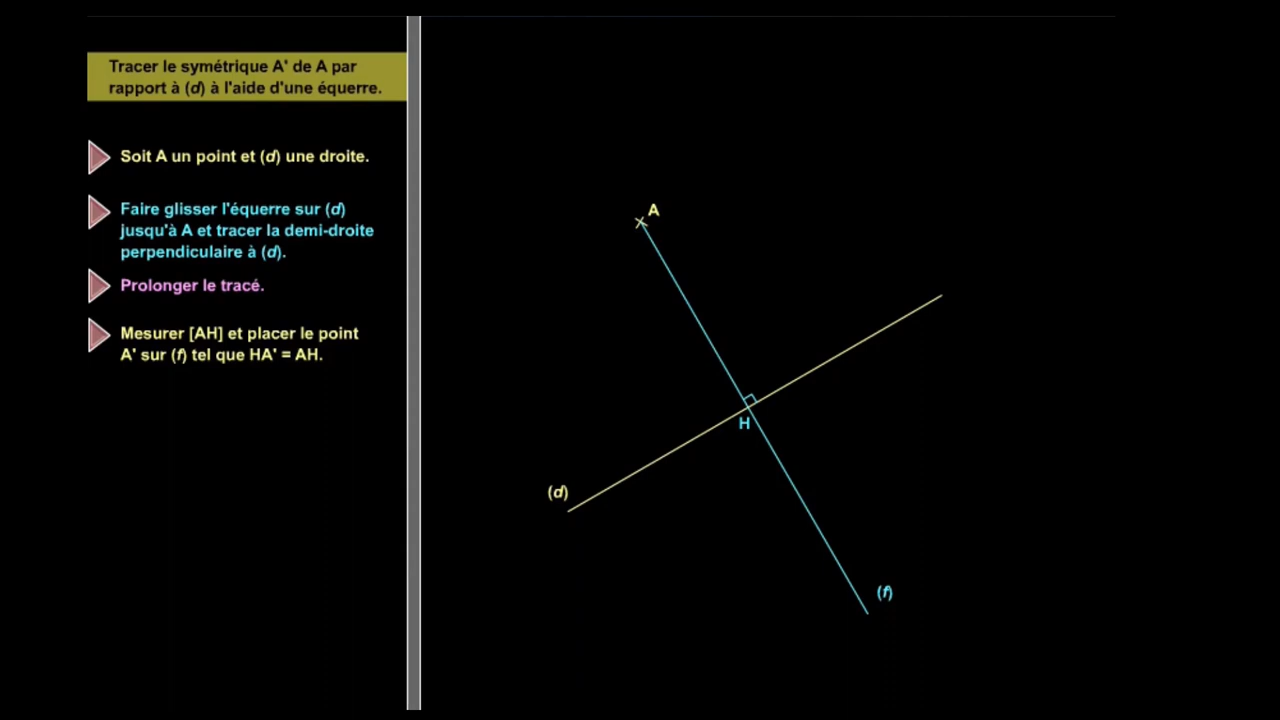 Tracer le symétrique A' de A par
rapport à (d) à l'aide d'une équerre.
Soit A un point et (d) une droite.
Faire glisser l'équerre sur (d)
jusqu'à A et tracer la demi-droite
perpendiculaire à (d).
Prolonger le tracé.
Mesurer [AH] et placer le point
A' sur (f) tel que HA' = AH.
A
H
(d)
(f)